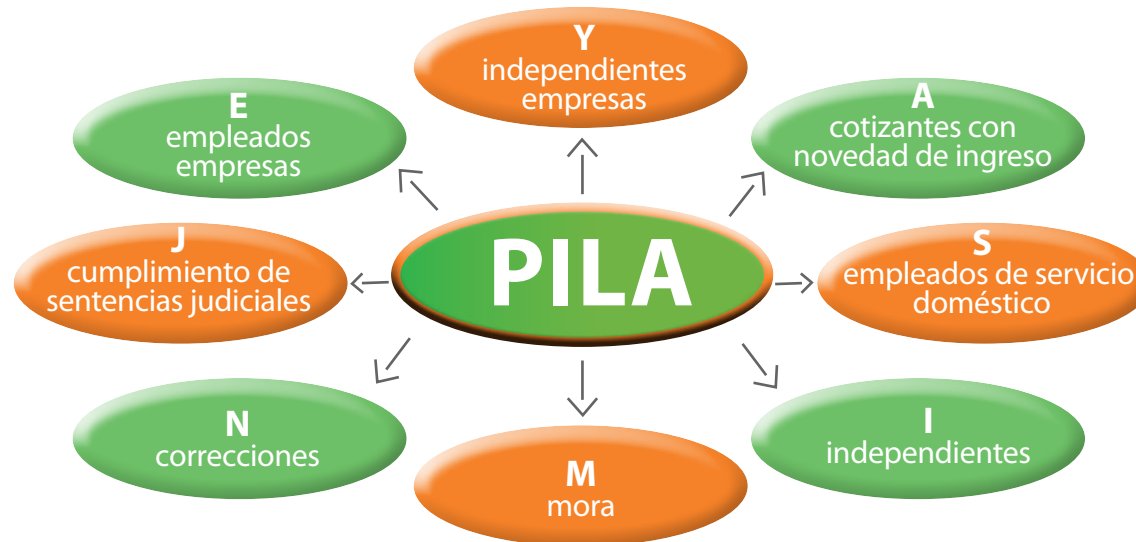 Y
independientes
empresas
E
empleados
empresas
A
cotizantes con
novedad de ingreso
J
cumplimiento de
sentencias judiciales
PILA
S
empleados de servicio
doméstico
N
correcciones
M
mora
I
independientes